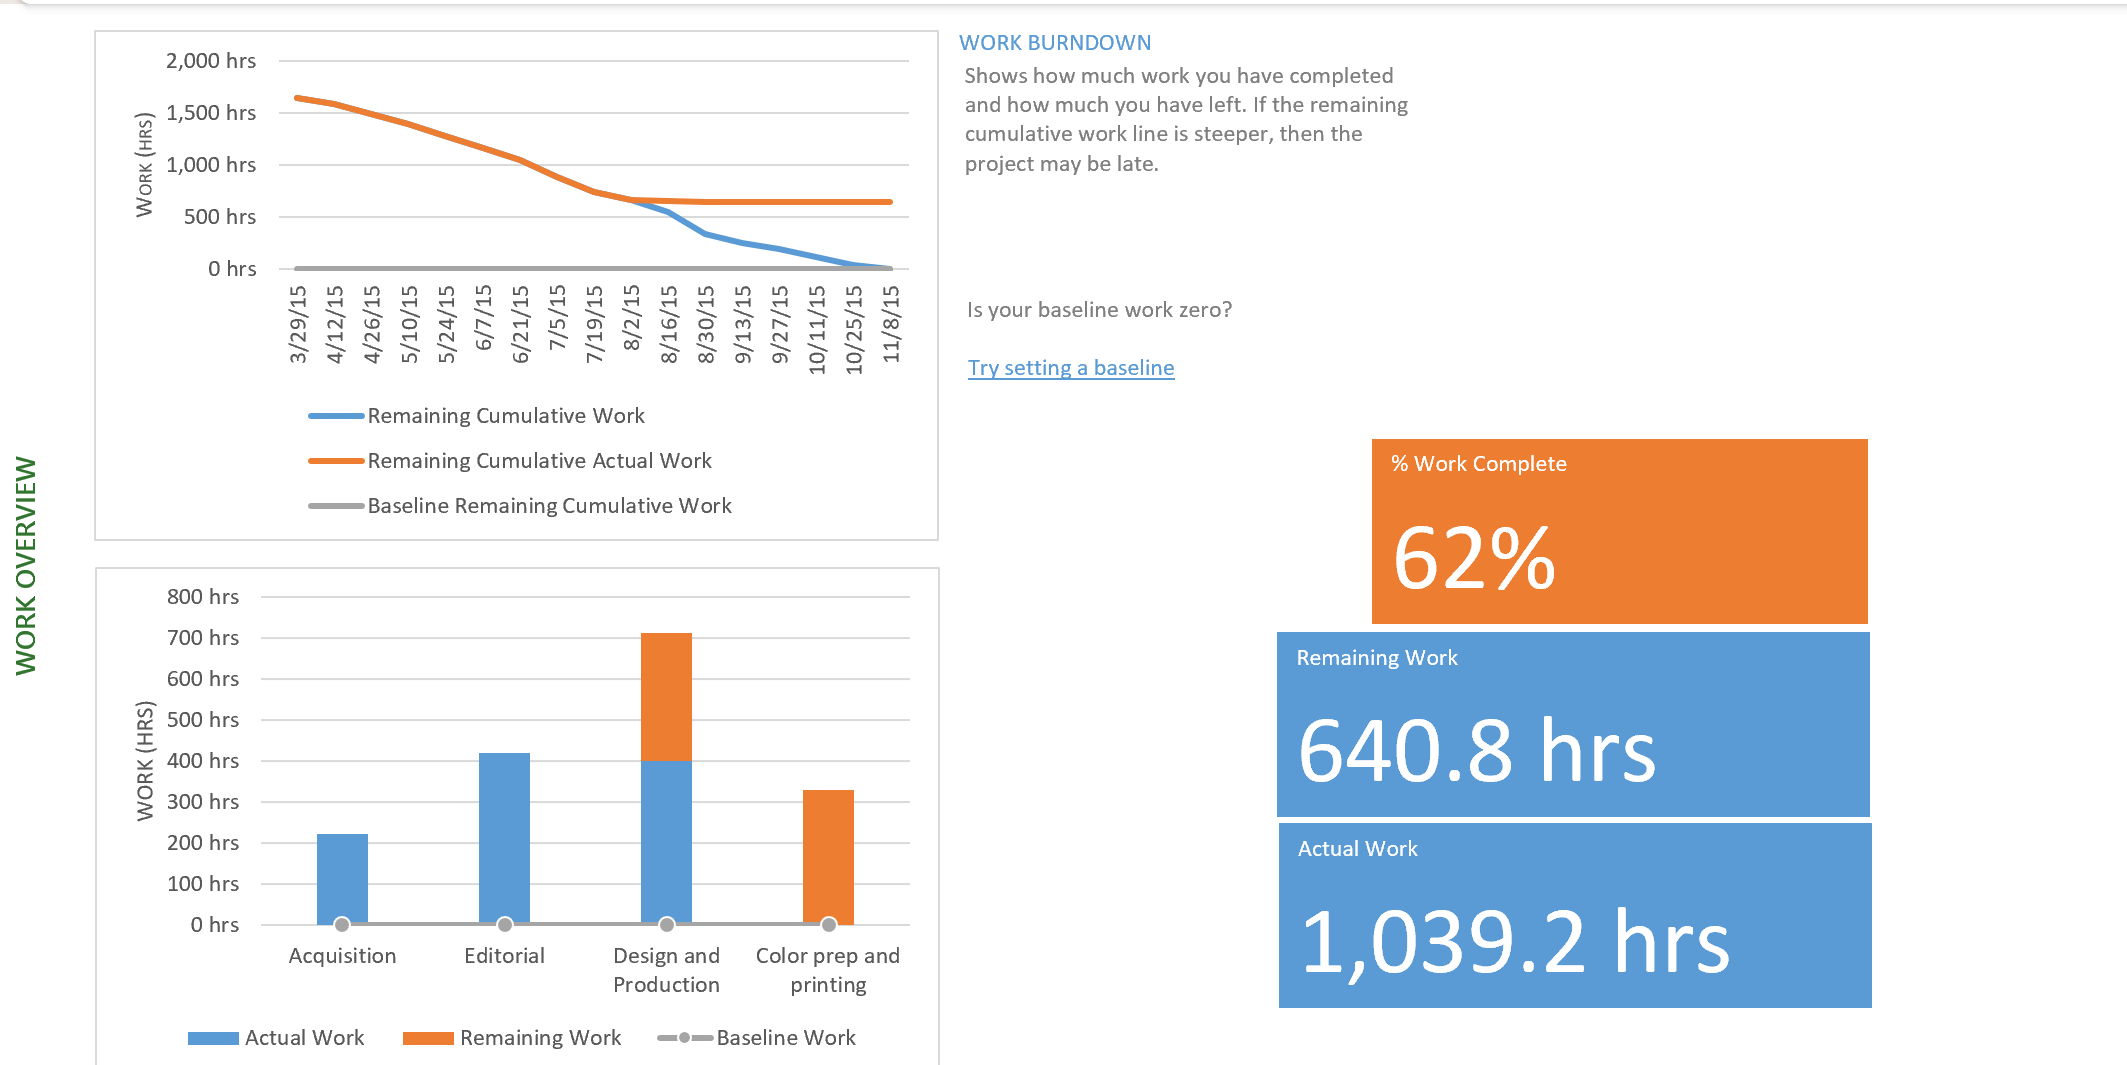 WORK OVERVIEW
2,000 hrs
1,500 hrs
1,000 hrs
500 hrs
0 hrs
WORK (HRS)
3/29/15
4/12/15
4/26/15
5/10/15
5/24/15
6/7/15
6/21/15
7/5/15
7/19/15
8/2/15
8/16/15
8/30/15
9/13/15
9/27/15
10/11/15
10/25/15
11/8/15
Remaining Cumulative Work
Remaining Cumulative Actual Work
Baseline Remaining Cumulative Work
WORK BURNDOWN
Shows how much work you have completed
and how much you have left. If the remaining
cumulative work line is steeper, then the
project may be late.
Is your baseline work zero?
Try setting a baseline
% Work Complete
62%
Remaining Work
640.8 hrs
Actual Work
1,039.2 hrs
800 hrs
700 hrs
600 hrs
500 hrs
400 hrs
300 hrs
200 hrs
100 hrs
0 hrs
WORK (HRS)
Acquisition
Editorial
Design and
Production
Color prep and
printing
Actual Work
Remaining Work
Baseline Work